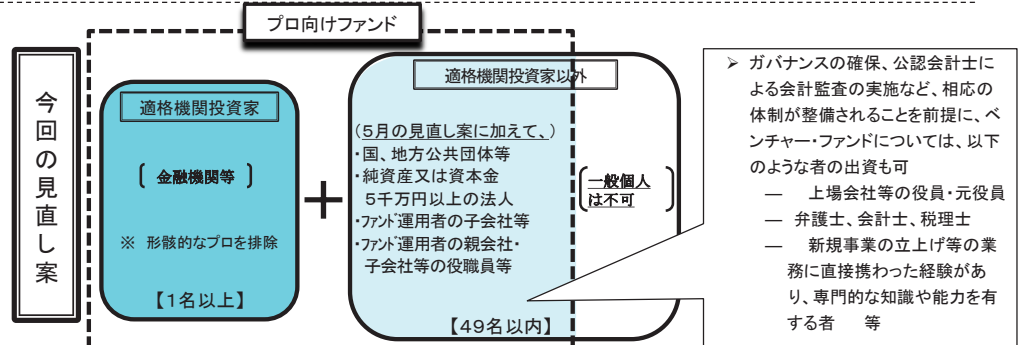 プロ向けファンド
今回の見直し案
適格機関投資家
〔 金融機関等 〕
※ 形骸的なプロを排除
【1名以上】
+
適格機関投資家以外
(5月の見直し案に加えて、)
・国、地方公共団体等
・純資産又は資本金
5千万円以上の法人
・ファンド運用者の子会社等
・ファンド運用者の親会社・
子会社等の役職員等
一般個人
は不可
【49名以内】
➢ ガバナンスの確保、公認会計士に
よる会計監査の実施など、相応の
体制が整備されることを前提に、ベ
ンチャー・ファンドについては、以下
のような者の出資も可
― 上場会社等の役員・元役員
― 弁護士、会計士、税理士
― 新規事業の立上げ等の業
務に直接携わった経験があ
り、専門的な知識や能力を有
する者 等